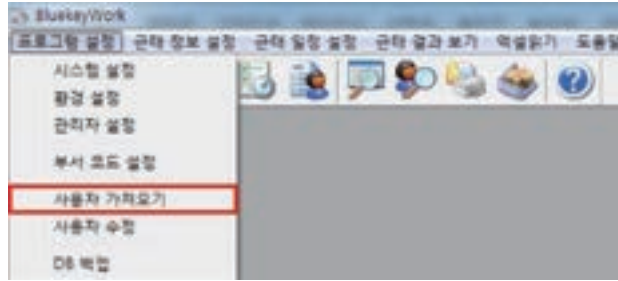 BluekeyWork
프로그램 설정 근태 정보 설정 근태 일정 설정 근태 결과 보기 엑셀읽기 도움말
시스템 설정
환경 설정
관리자 설정
부서 코드 설정
사용자 가져오기
사용자 수정
DB 백업